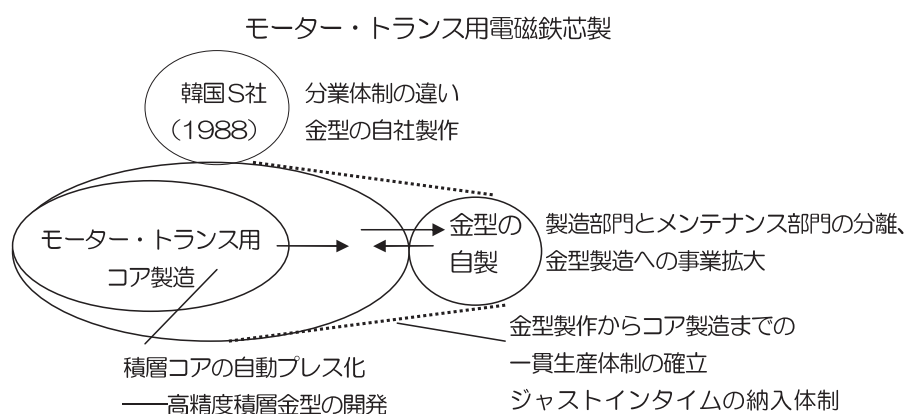 モーター・トランス用電磁鉄芯製
韓国S社
（1988）
分業体制の違い
金型の自社製作
モーター・トランス用
コア製造
金型の
自製
製造部門とメンテナンス部門の分離、
金型製造への事業拡大
金型製作からコア製造までの
一貫生産体制の確立
ジャストインタイムの納入体制
積層コアの自動プレス化
──高精度積層金型の開発